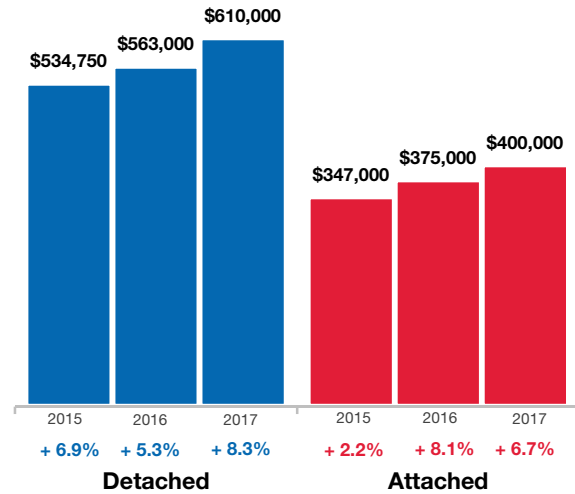 $534,750
$563,000
$610,000
$347,000
$375,000
$400,000
2015 2016 2017 2015 2016 2017
+ 6.9% + 5.3% + 8.3% + 2.2% + 8.1% + 6.7%
Detached Attached